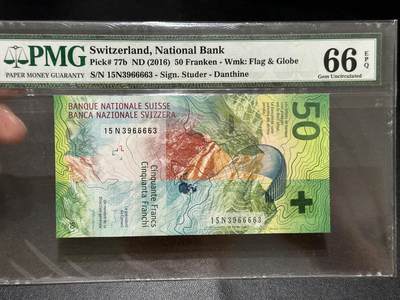 PMG
PAPER MONEY GUARANTY
Switzerland, National Bank
Pick# 77b ND (2016) 50 Franken - Wmk: Flag & Globe
S/N 15N3966663 - Sign. Studer - Danthine
66
EPQ
Gem Uncirculated
BANQUE NATIONALE SUISSE
BANCA NAZIONALE SVIZZERA
15N3966663
50
Cinquante Francs
Cinquanta Franchi
15N3966663